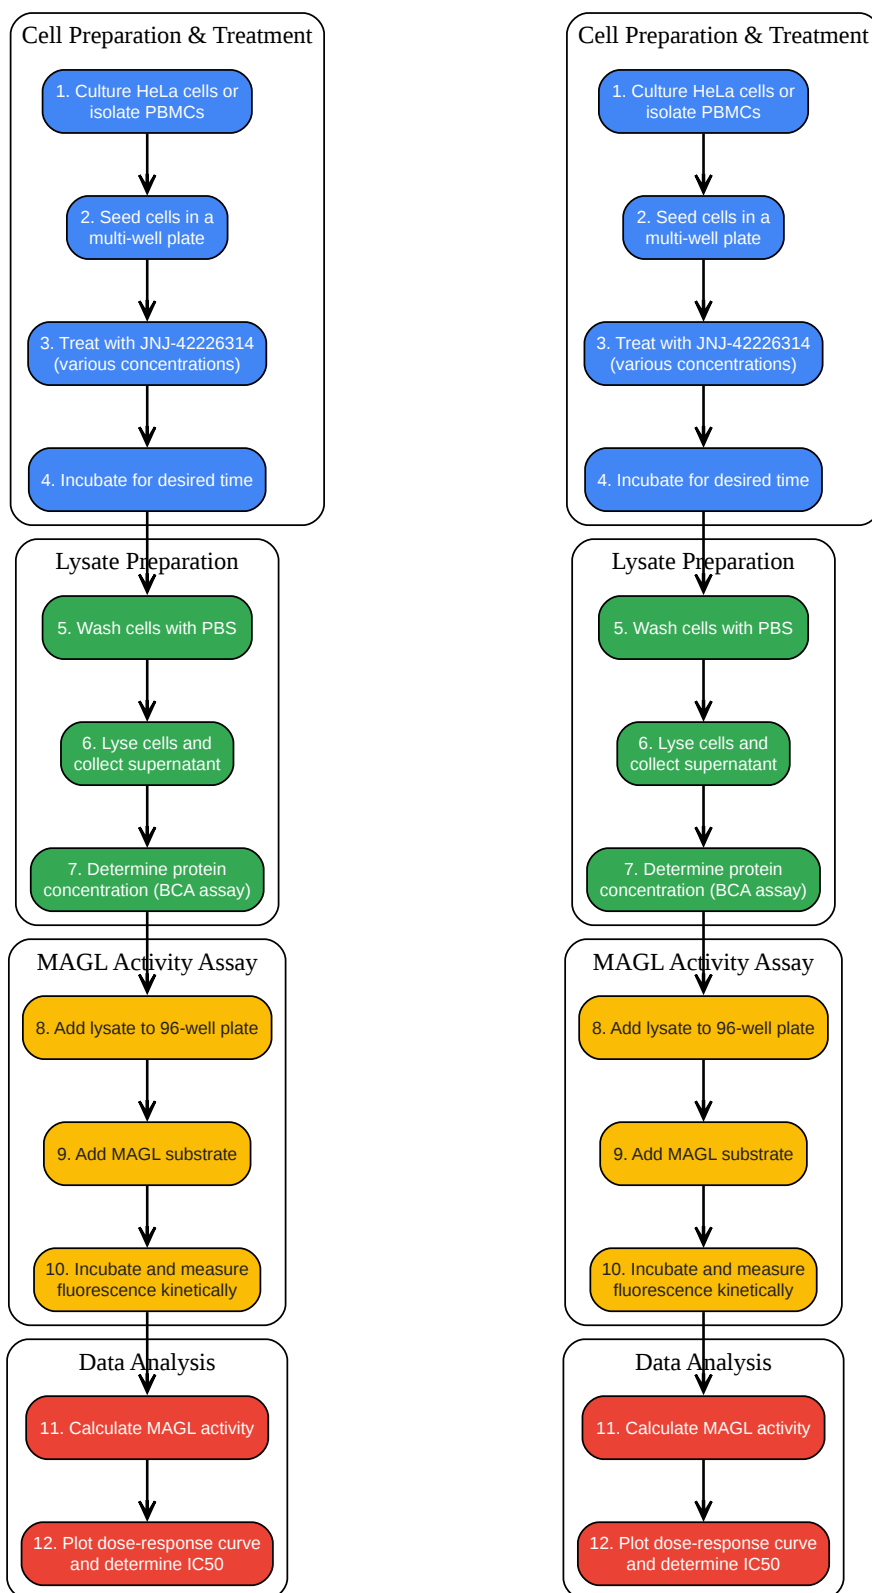 Cell Preparation & Treatment
1. Culture HeLa cells or
isolate PBMCs
2. Seed cells in a
multi-well plate
3. Treat with JNJ-42226314
(various concentrations)
4. Incubate for desired time
Lysate Preparation
5. Wash cells with PBS
6. Lyse cells and
collect supernatant
7. Determine protein
concentration (BCA assay)
MAGL Activity Assay
8. Add lysate to 96-well plate
9. Add MAGL substrate
10. Incubate and measure
fluorescence kinetically
Data Analysis
11. Calculate MAGL activity
12. Plot dose-response curve
and determine IC50
Cell Preparation & Treatment
1. Culture HeLa cells or
isolate PBMCs
2. Seed cells in a
multi-well plate
3. Treat with JNJ-42226314
(various concentrations)
4. Incubate for desired time
Lysate Preparation
5. Wash cells with PBS
6. Lyse cells and
collect supernatant
7. Determine protein
concentration (BCA assay)
MAGL Activity Assay
8. Add lysate to 96-well plate
9. Add MAGL substrate
10. Incubate and measure
fluorescence kinetically
Data Analysis
11. Calculate MAGL activity
12. Plot dose-response curve
and determine IC50